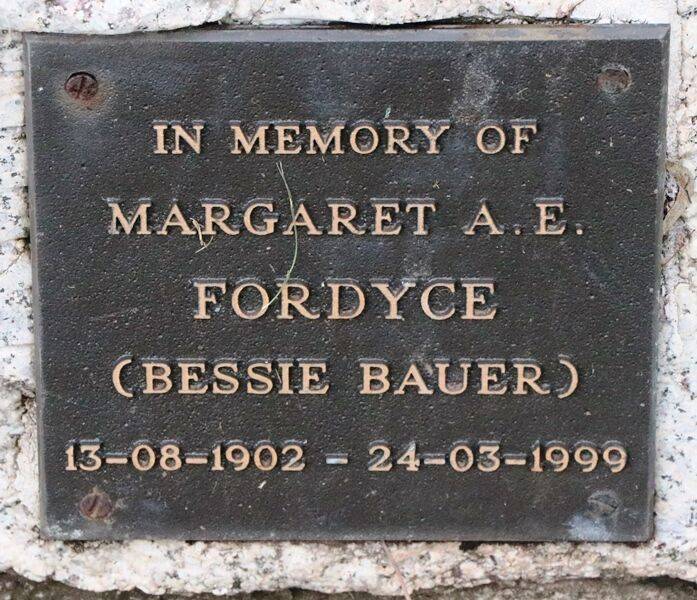 IN MEMORY OF
MARGARET A. E.
FORDYCE
(BESSIE BAUER)
13-08-1902 - 24-03-1999